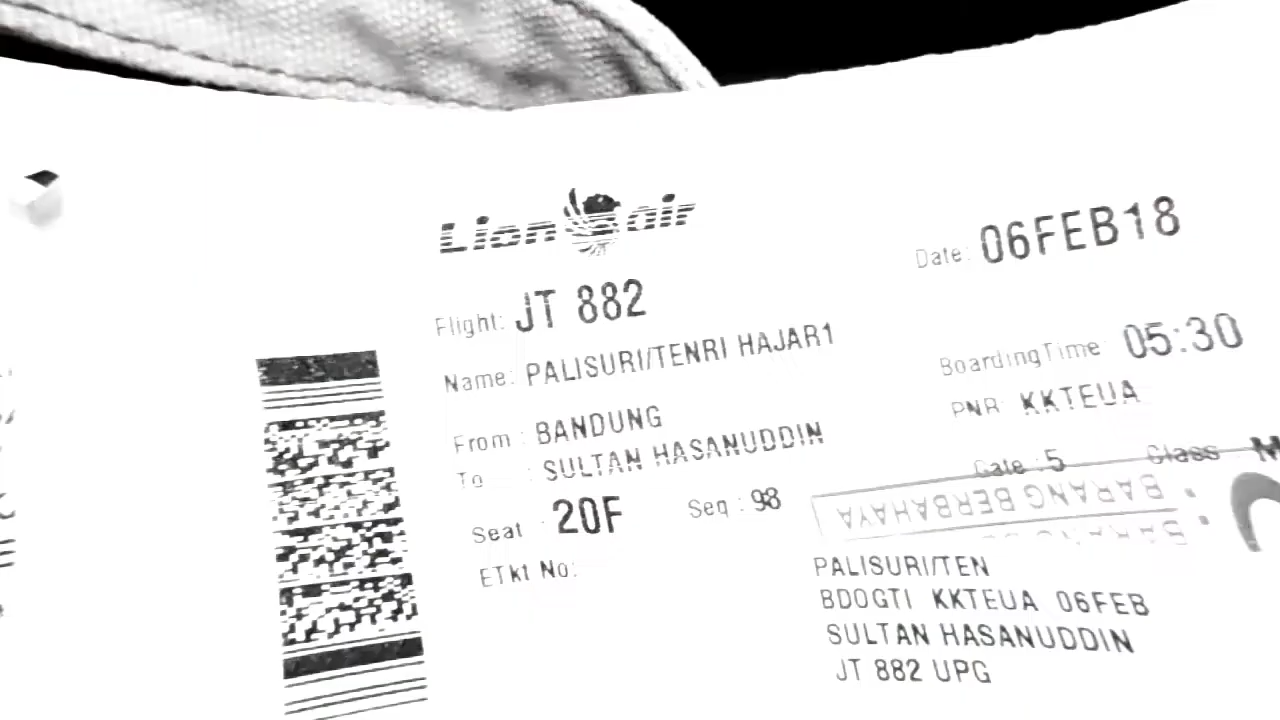 Lion air
Date: 06FEB18
Flight: JT 882
Name: PALISURI/TENRI HAJAR1
BoardingTime 05:30
From : BANDUNG
PNR KKTEUA
To : SULTAN HASANUDDIN
Gate : 5 Class M
Seat : 20F Seq : 98
BARANG BERBAHAYA
ETkt No:
PALISURI/TEN
BDOGTI KKTEUA 06FEB
SULTAN HASANUDDIN
JT 882 UPG